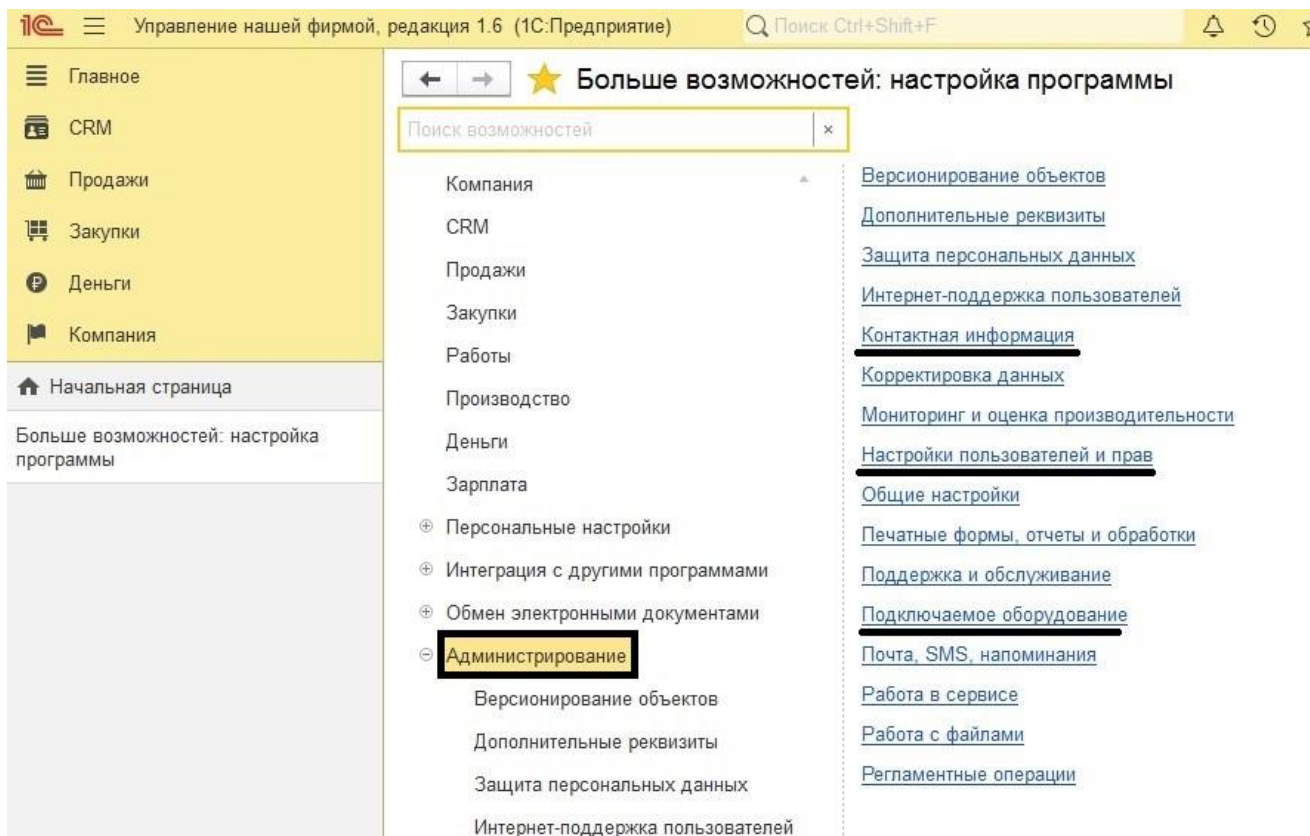 1С Управление нашей фирмой, редакция 1.6 (1С:Предприятие) Поиск Ctrl+Shift+F
Главное
CRM
Продажи
Закупки
Деньги
Компания
Начальная страница
Больше возможностей: настройка
программы
Больше возможностей: настройка программы
Поиск возможностей
Компания
CRM
Продажи
Закупки
Работы
Производство
Деньги
Зарплата
Персональные настройки
Интеграция с другими программами
Обмен электронными документами
Администрирование
Версионирование объектов
Дополнительные реквизиты
Защита персональных данных
Интернет-поддержка пользователей
Версионирование объектов
Дополнительные реквизиты
Защита персональных данных
Интернет-поддержка пользователей
Контактная информация
Корректировка данных
Мониторинг и оценка производительности
Настройки пользователей и прав
Общие настройки
Печатные формы, отчеты и обработки
Поддержка и обслуживание
Подключаемое оборудование
Почта, SMS, напоминания
Работа в сервисе
Работа с файлами
Регламентные операции